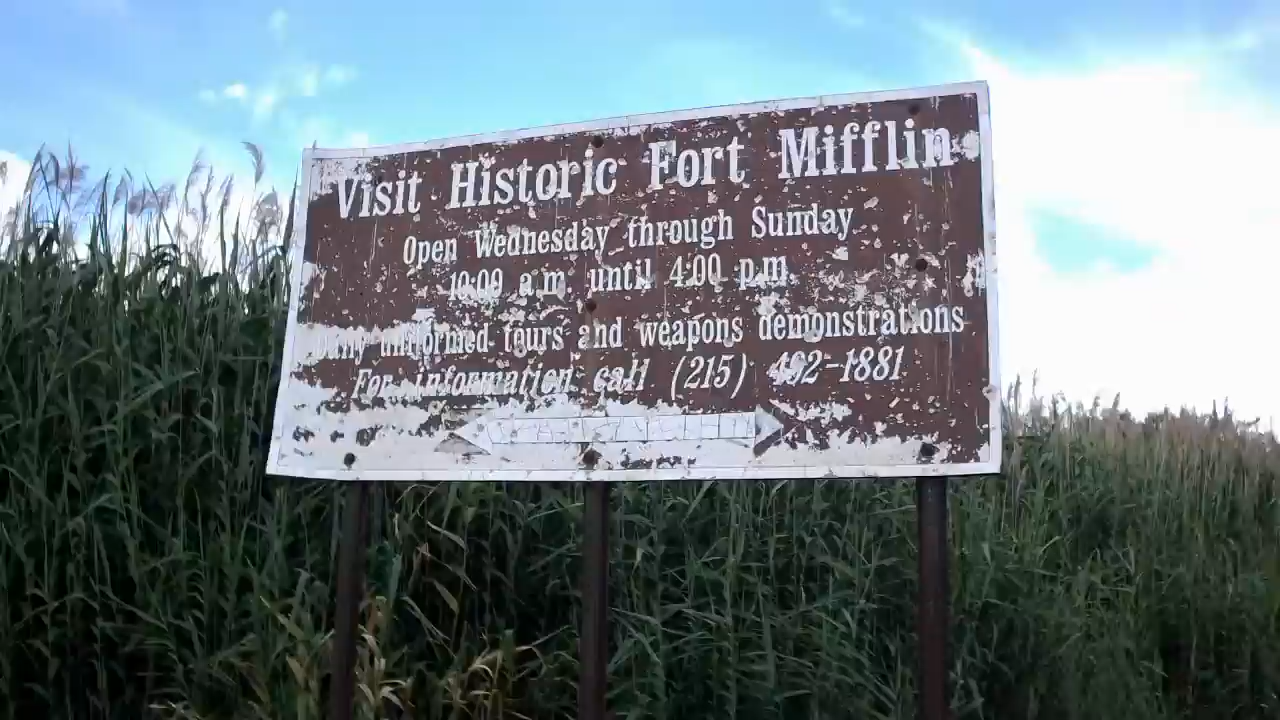 Visit Historic Fort Mifflin
Open Wednesday through Sunday
10:00 a.m. until 4:00 p.m.
Daily uniformed tours and weapons demonstrations
For information call (215) 492-1881